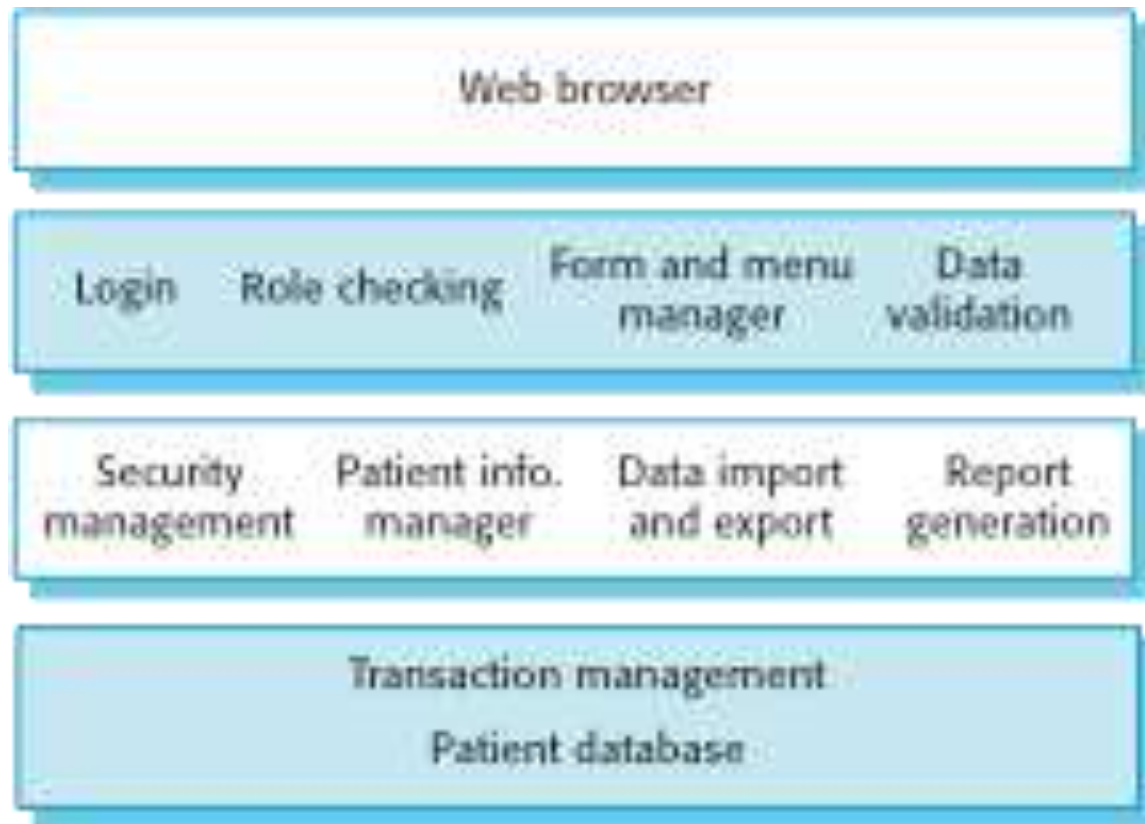 Web browser
Login Role checking Form and menu manager Data validation
Security management Patient info. manager Data import and export Report generation
Transaction management
Patient database